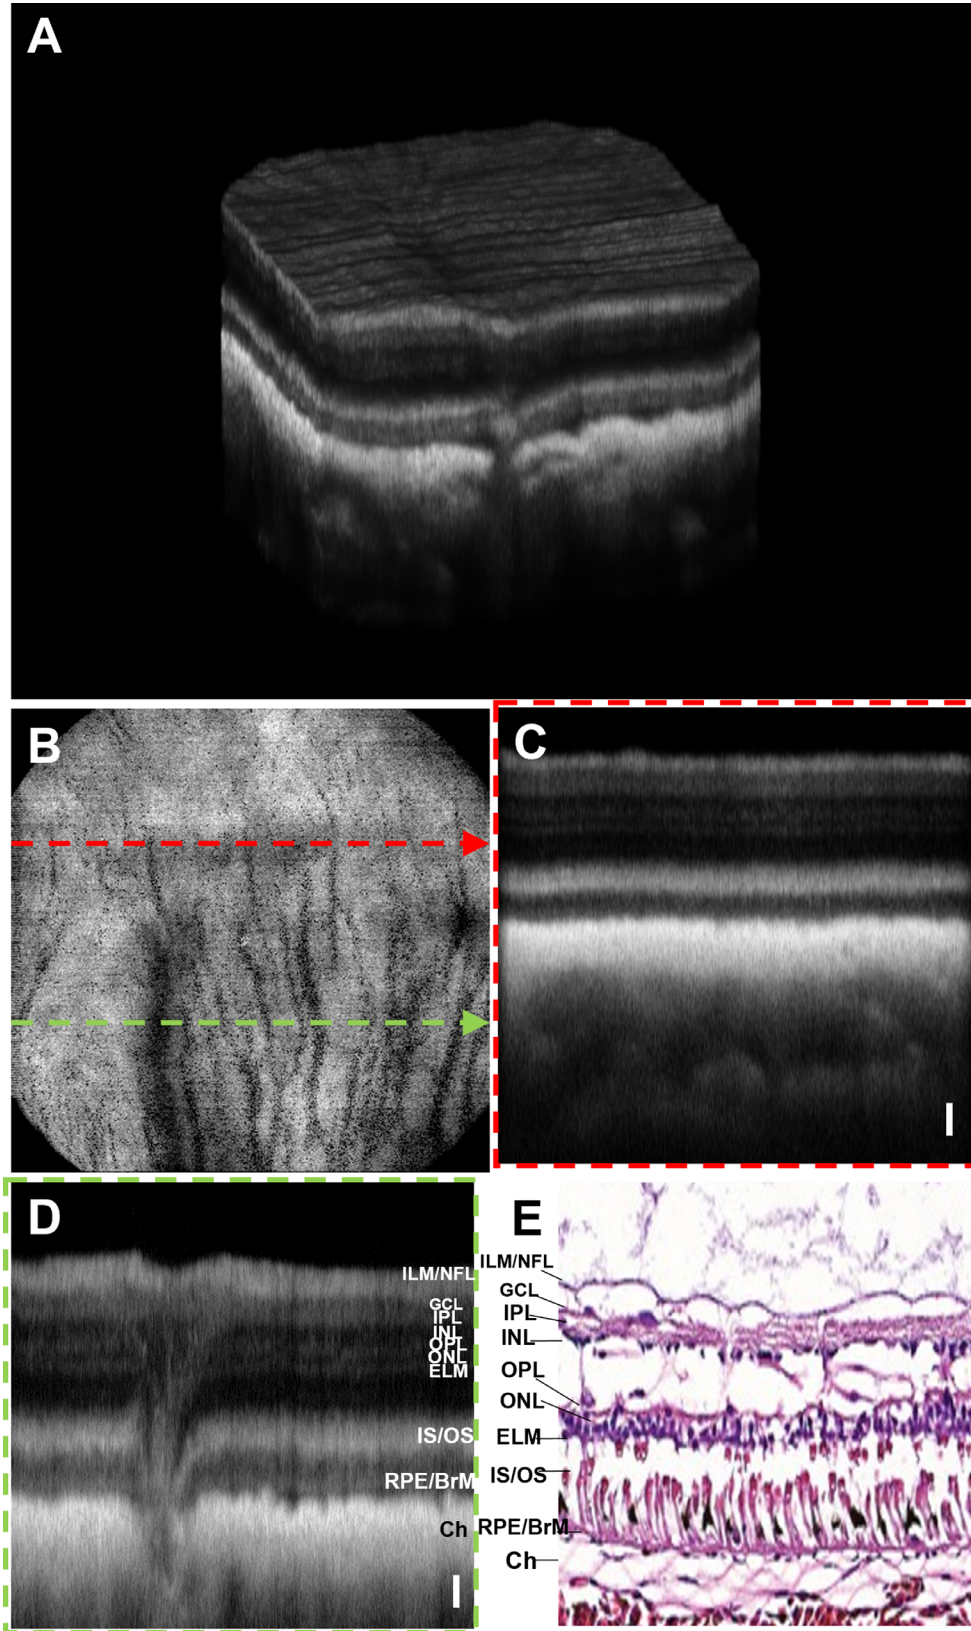 A
B
C
D
ILM/NFL
GCL
IPL
INL
OPL
ONL
ELM
IS/OS
RPE/BrM
Ch
E
ILM/NFL
GCL
IPL
INL
OPL
ONL
ELM
IS/OS
RPE/BrM
Ch